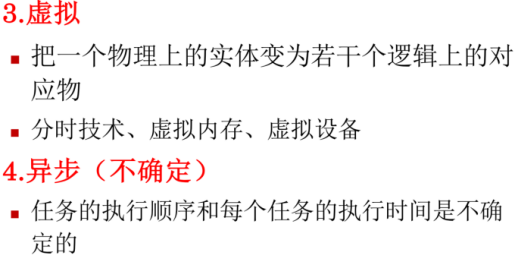 3.虚拟
把一个物理上的实体变为若干个逻辑上的对
应物
分时技术、虚拟内存、虚拟设备
4.异步（不确定）
任务的执行顺序和每个任务的执行时间是不确
定的